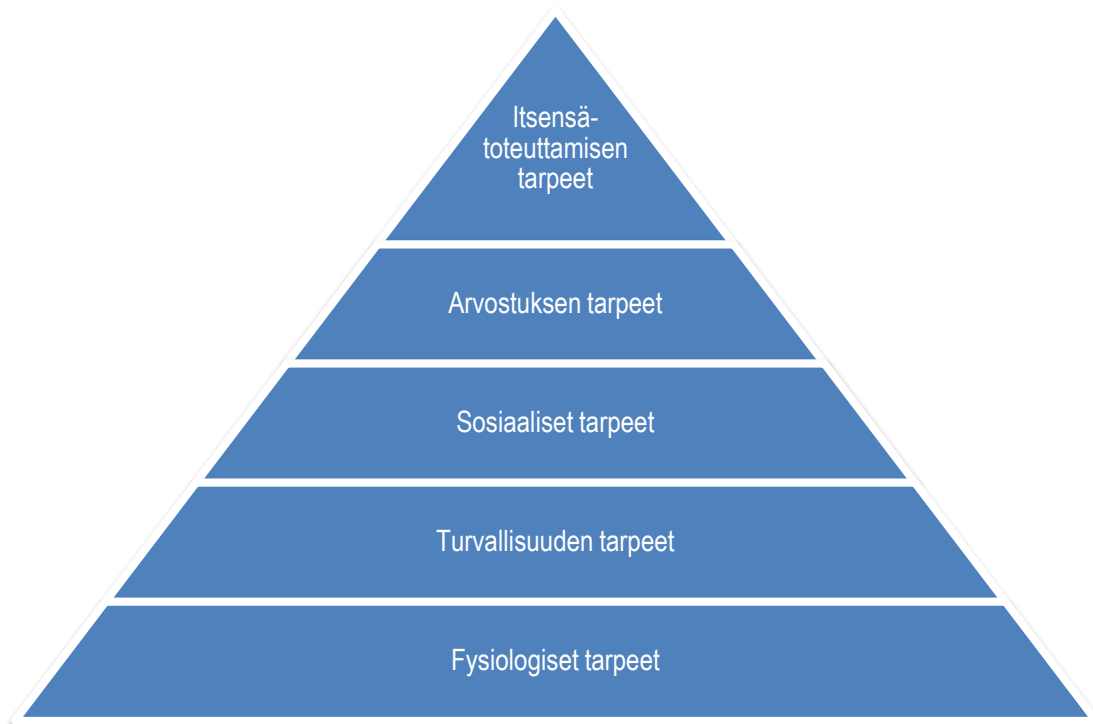 Itsensä-
toteuttamisen
tarpeet
Arvostuksen tarpeet
Sosiaaliset tarpeet
Turvallisuuden tarpeet
Fysiologiset tarpeet